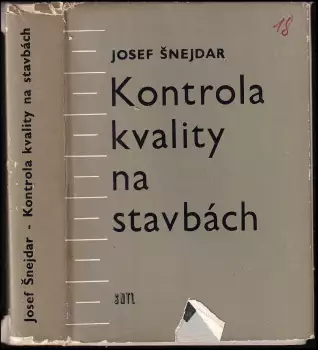 Josef Šnejdar - Kontrola kvality na stavbách
JOSEF ŠNEJDAR
18
Kontrola
kvality
na
stavbách
SNTL